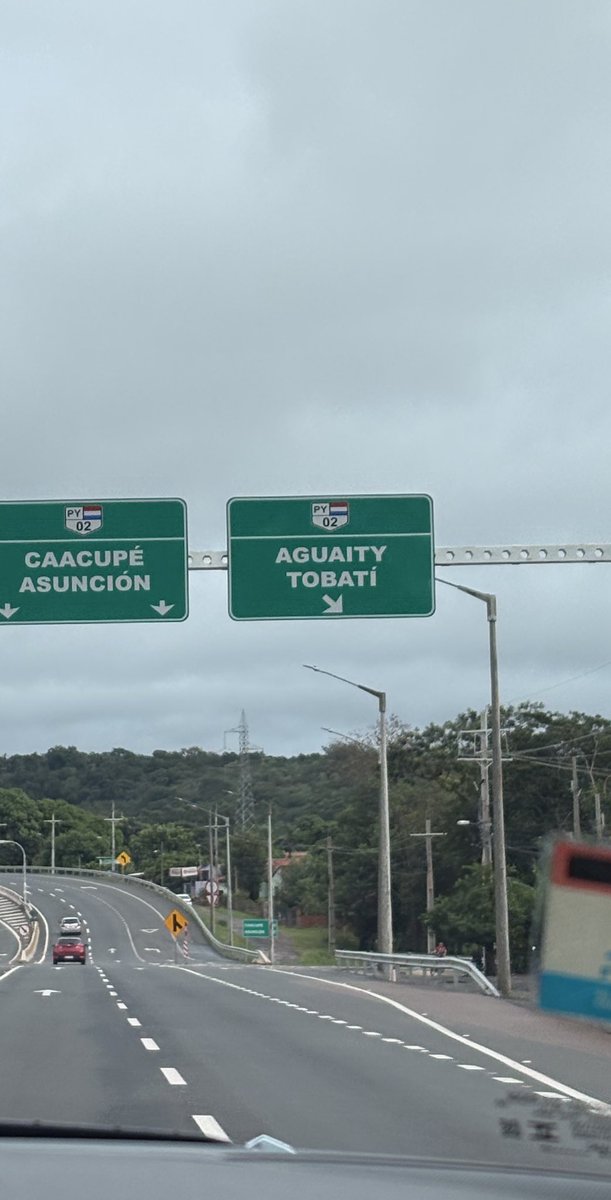 PY
02
CAACUPÉ
ASUNCIÓN
PY
02
AGUAITY
TOBATÍ